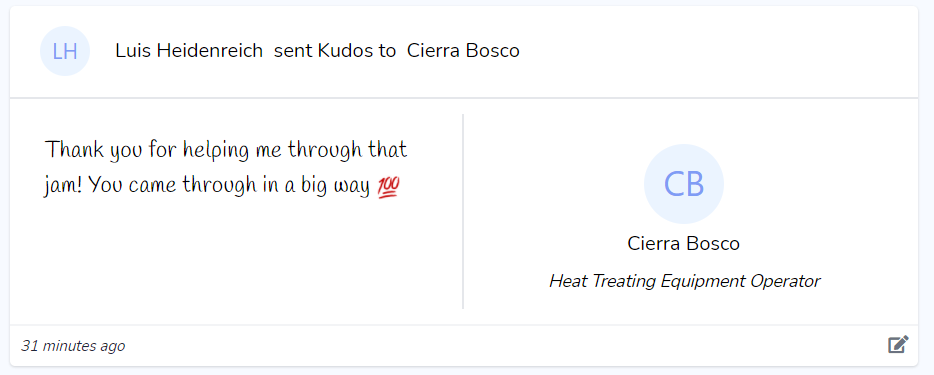 LH
Luis Heidenreich sent Kudos to Cierra Bosco
Thank you for helping me through that
jam! You came through in a big way 💯
CB
Cierra Bosco
Heat Treating Equipment Operator
31 minutes ago